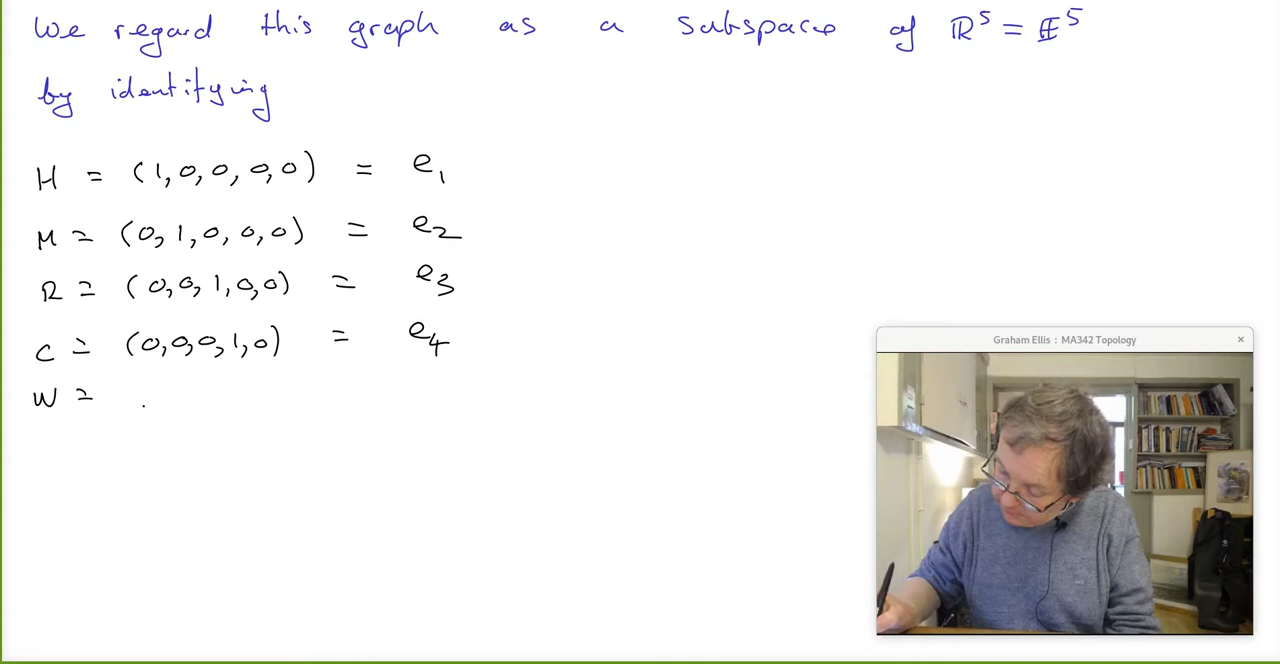 We regard this graph as a subspace of ℝ⁵ = 𝔼⁵
by identifying
H = (1,0,0,0,0) = e₁
M = (0,1,0,0,0) = e₂
R = (0,0,1,0,0) = e₃
C = (0,0,0,1,0) = e₄
W =
Graham Ellis : MA342 Topology